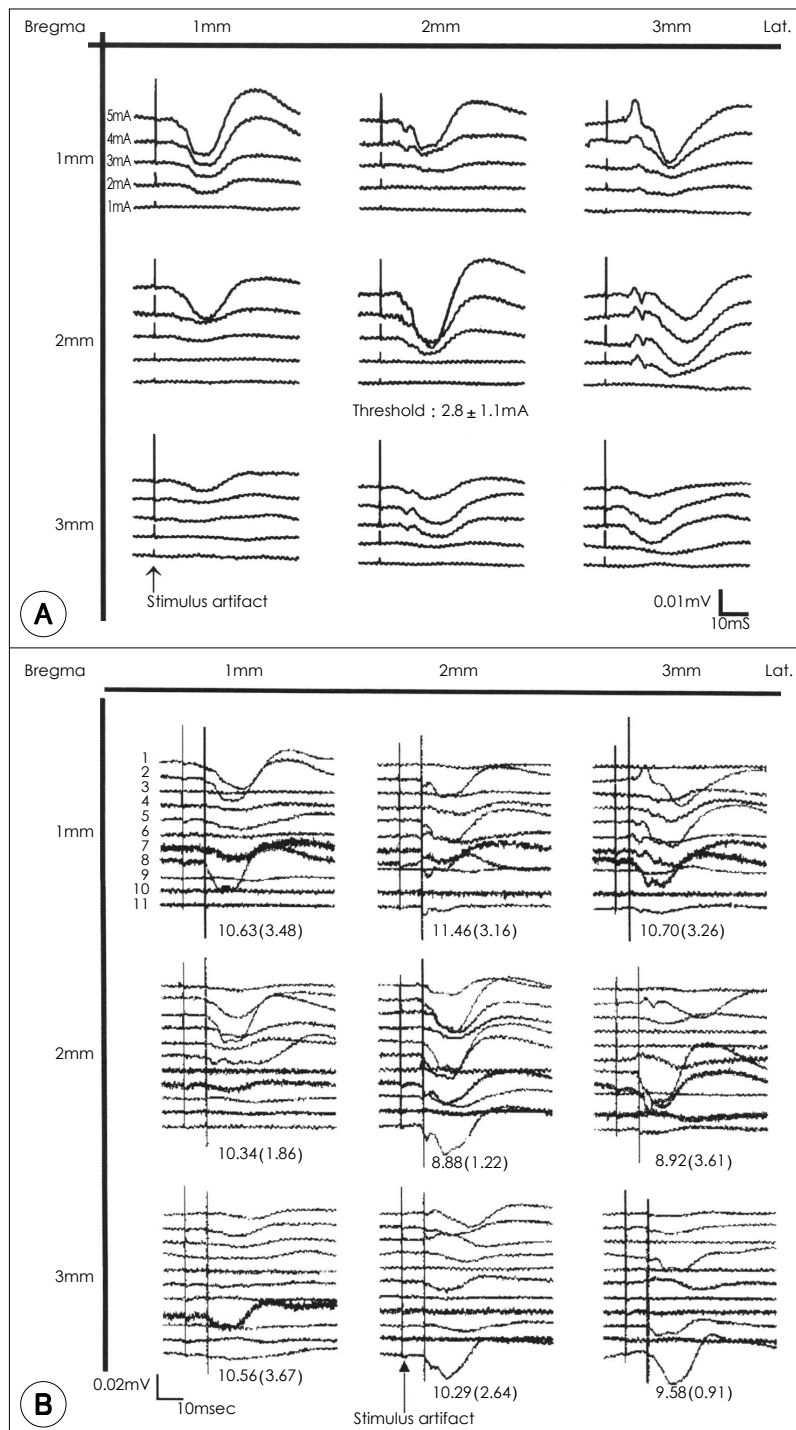 Bregma 1mm 2mm 3mm Lat.
1mm
5mA
4mA
3mA
2mA
1mA
2mm
Threshold : 2.8 ± 1.1mA
3mm
Stimulus artifact
0.01mV
10mS
A
Bregma 1mm 2mm 3mm Lat.
1mm
1
2
3
4
5
6
7
8
9
10
11
10.63(3.48) 11.46(3.16) 10.70(3.26)
2mm
10.34(1.86) 8.88(1.22) 8.92(3.61)
3mm
10.56(3.67) 10.29(2.64) 9.58(0.91)
0.02mV
10msec
Stimulus artifact
B